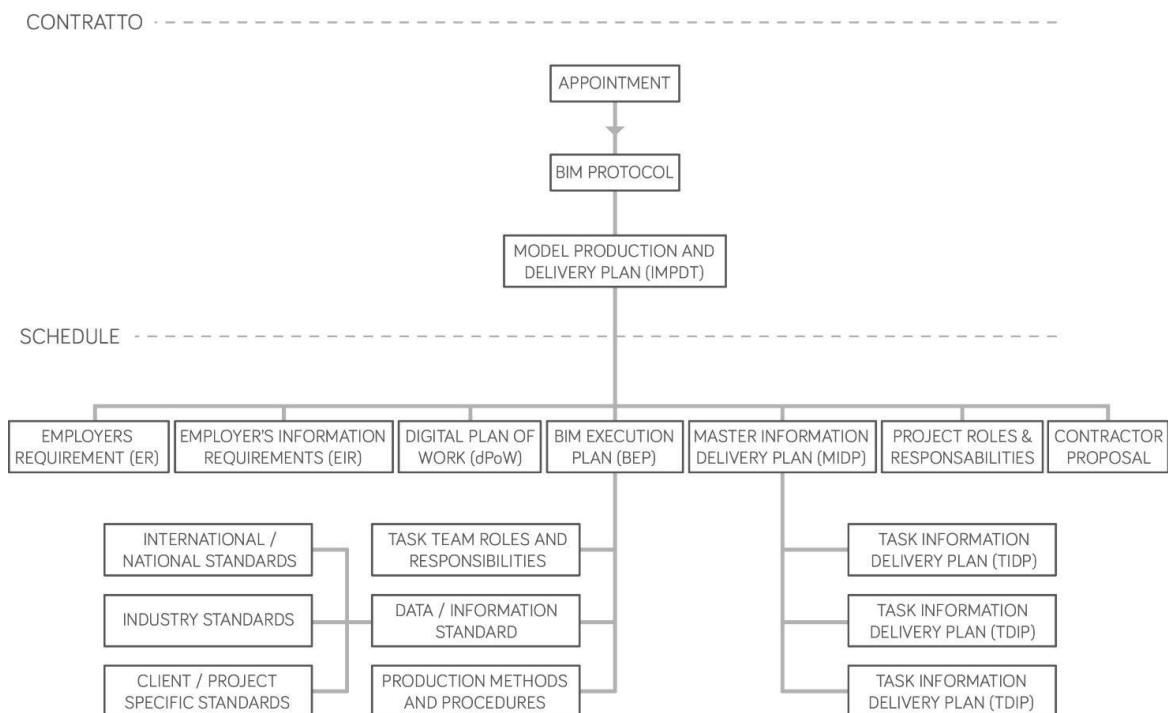 CONTRATTO
APPOINTMENT
BIM PROTOCOL
MODEL PRODUCTION AND
DELIVERY PLAN (IMPDT)
SCHEDULE
EMPLOYERS
REQUIREMENT (ER)
EMPLOYER'S INFORMATION
REQUIREMENTS (EIR)
DIGITAL PLAN OF
WORK (dPoW)
BIM EXECUTION
PLAN (BEP)
MASTER INFORMATION
DELIVERY PLAN (MIDP)
PROJECT ROLES &
RESPONSABILITIES
CONTRACTOR
PROPOSAL
INTERNATIONAL /
NATIONAL STANDARDS
TASK TEAM ROLES AND
RESPONSIBILITIES
TASK INFORMATION
DELIVERY PLAN (TIDP)
INDUSTRY STANDARDS
DATA / INFORMATION
STANDARD
TASK INFORMATION
DELIVERY PLAN (TDIP)
CLIENT / PROJECT
SPECIFIC STANDARDS
PRODUCTION METHODS
AND PROCEDURES
TASK INFORMATION
DELIVERY PLAN (TDIP)